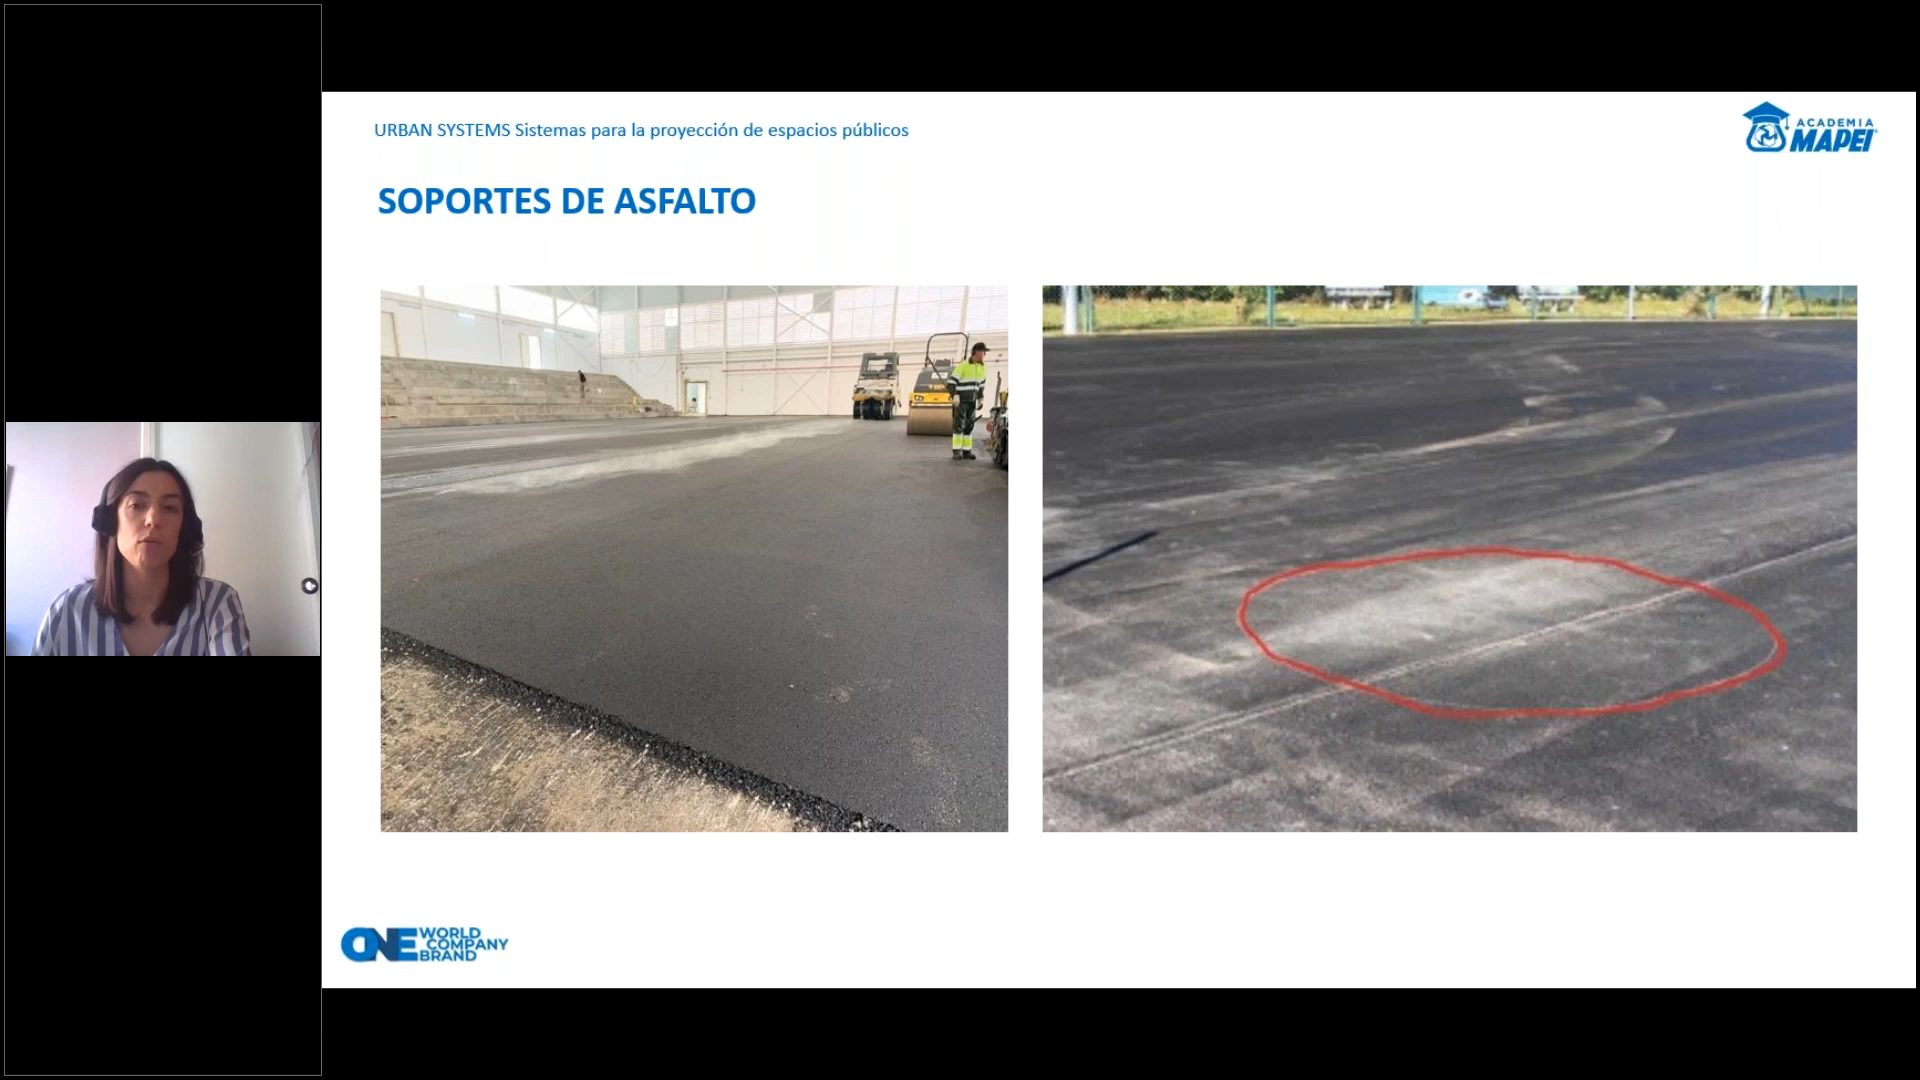 URBAN SYSTEMS Sistemas para la proyección de espacios públicos
ACADEMIA
MAPEI
SOPORTES DE ASFALTO
ONE
WORLD
COMPANY
BRAND